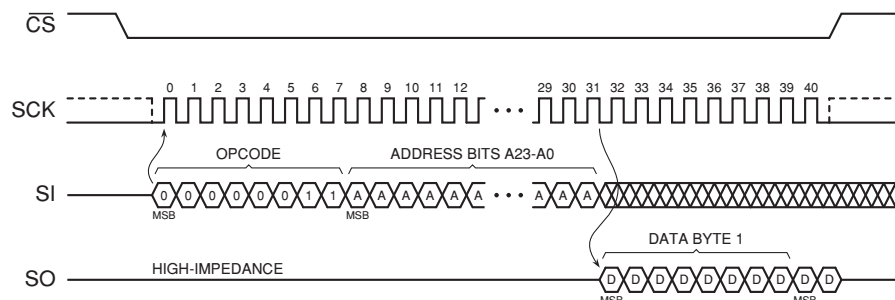 CS
0 1 2 3 4 5 6 7 8 9 10 11 12 29 30 31 32 33 34 35 36 37 38 39 40
SCK
OPCODE ADDRESS BITS A23-A0
SI 0 0 0 0 0 0 1 1 A A A A A A A A A
MSB MSB
DATA BYTE 1
SO HIGH-IMPEDANCE D D D D D D D D D D
MSB MSB